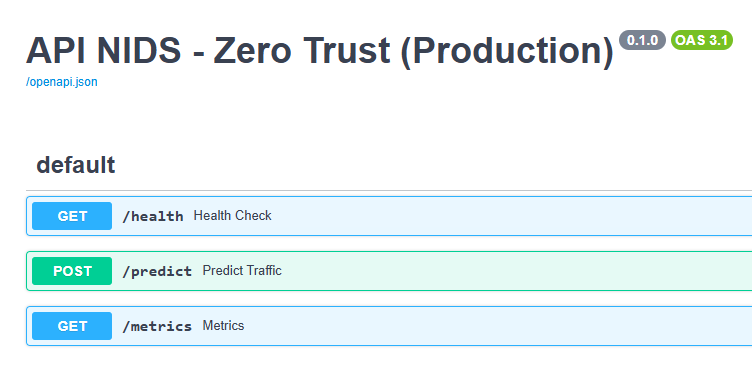 API NIDS - Zero Trust (Production) 0.1.0 OAS 3.1
/openapi.json
default
GET /health Health Check
POST /predict Predict Traffic
GET /metrics Metrics